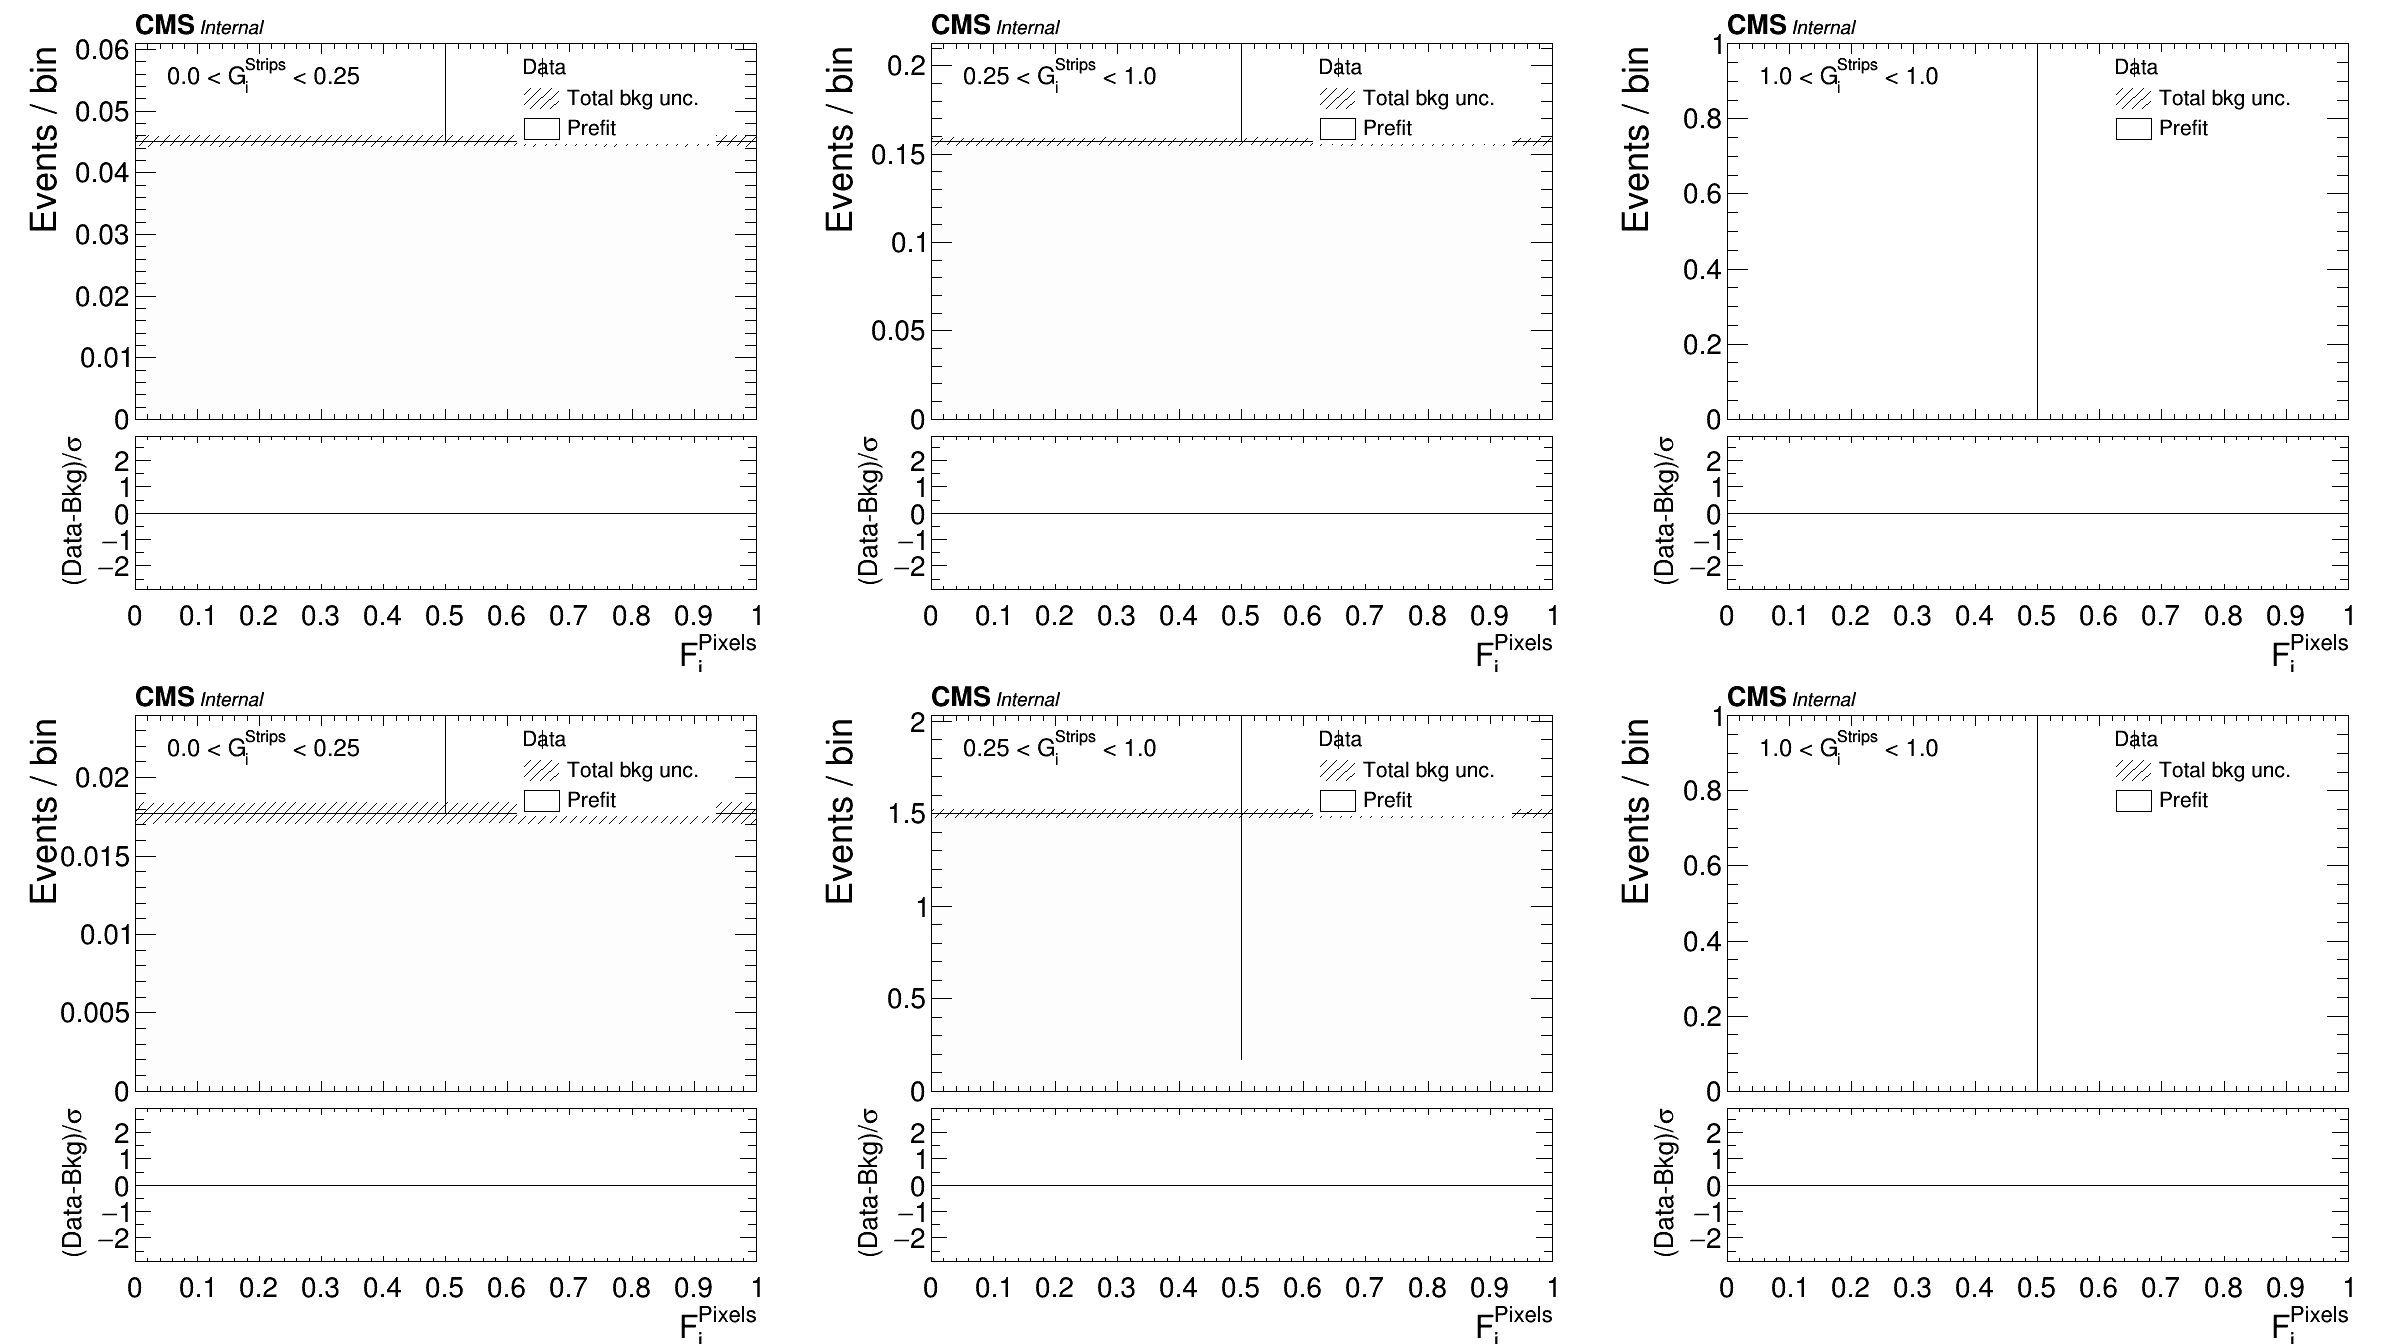 CMS Internal
Events / bin
0.0 < G_i^Strips < 0.25
Data
Total bkg unc.
Prefit
0.06
0.05
0.04
0.03
0.02
0.01
0
(Data-Bkg)/σ
2
1
0
−1
−2
0 0.1 0.2 0.3 0.4 0.5 0.6 0.7 0.8 0.9 1
F_i^Pixels
CMS Internal
Events / bin
0.25 < G_i^Strips < 1.0
Data
Total bkg unc.
Prefit
0.2
0.15
0.1
0.05
0
(Data-Bkg)/σ
2
1
0
−1
−2
0 0.1 0.2 0.3 0.4 0.5 0.6 0.7 0.8 0.9 1
F_i^Pixels
CMS Internal
Events / bin
1.0 < G_i^Strips < 1.0
Data
Total bkg unc.
Prefit
1
0.8
0.6
0.4
0.2
0
(Data-Bkg)/σ
2
1
0
−1
−2
0 0.1 0.2 0.3 0.4 0.5 0.6 0.7 0.8 0.9 1
F_i^Pixels
CMS Internal
Events / bin
0.0 < G_i^Strips < 0.25
Data
Total bkg unc.
Prefit
0.02
0.015
0.01
0.005
0
(Data-Bkg)/σ
2
1
0
−1
−2
0 0.1 0.2 0.3 0.4 0.5 0.6 0.7 0.8 0.9 1
F_i^Pixels
CMS Internal
Events / bin
0.25 < G_i^Strips < 1.0
Data
Total bkg unc.
Prefit
2
1.5
1
0.5
0
(Data-Bkg)/σ
2
1
0
−1
−2
0 0.1 0.2 0.3 0.4 0.5 0.6 0.7 0.8 0.9 1
F_i^Pixels
CMS Internal
Events / bin
1.0 < G_i^Strips < 1.0
Data
Total bkg unc.
Prefit
1
0.8
0.6
0.4
0.2
0
(Data-Bkg)/σ
2
1
0
−1
−2
0 0.1 0.2 0.3 0.4 0.5 0.6 0.7 0.8 0.9 1
F_i^Pixels